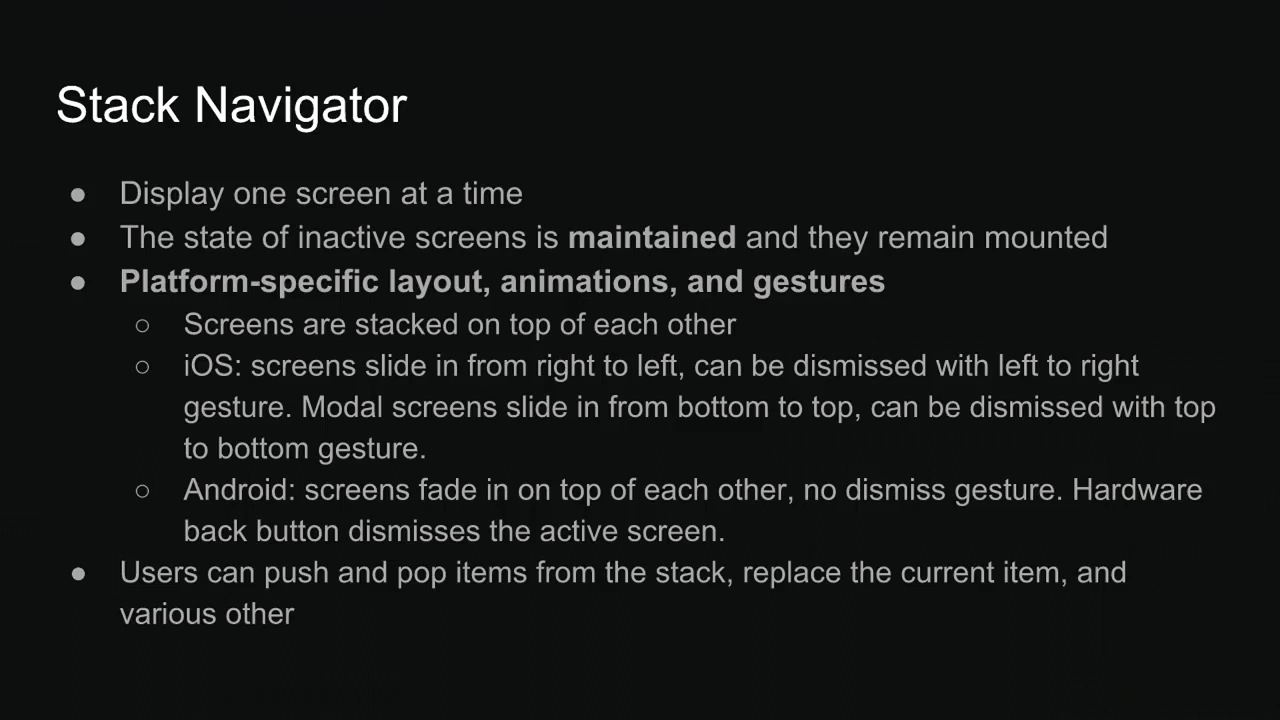 Stack Navigator
● Display one screen at a time
● The state of inactive screens is maintained and they remain mounted
● Platform-specific layout, animations, and gestures
○ Screens are stacked on top of each other
○ iOS: screens slide in from right to left, can be dismissed with left to right
gesture. Modal screens slide in from bottom to top, can be dismissed with top
to bottom gesture.
○ Android: screens fade in on top of each other, no dismiss gesture. Hardware
back button dismisses the active screen.
● Users can push and pop items from the stack, replace the current item, and
various other